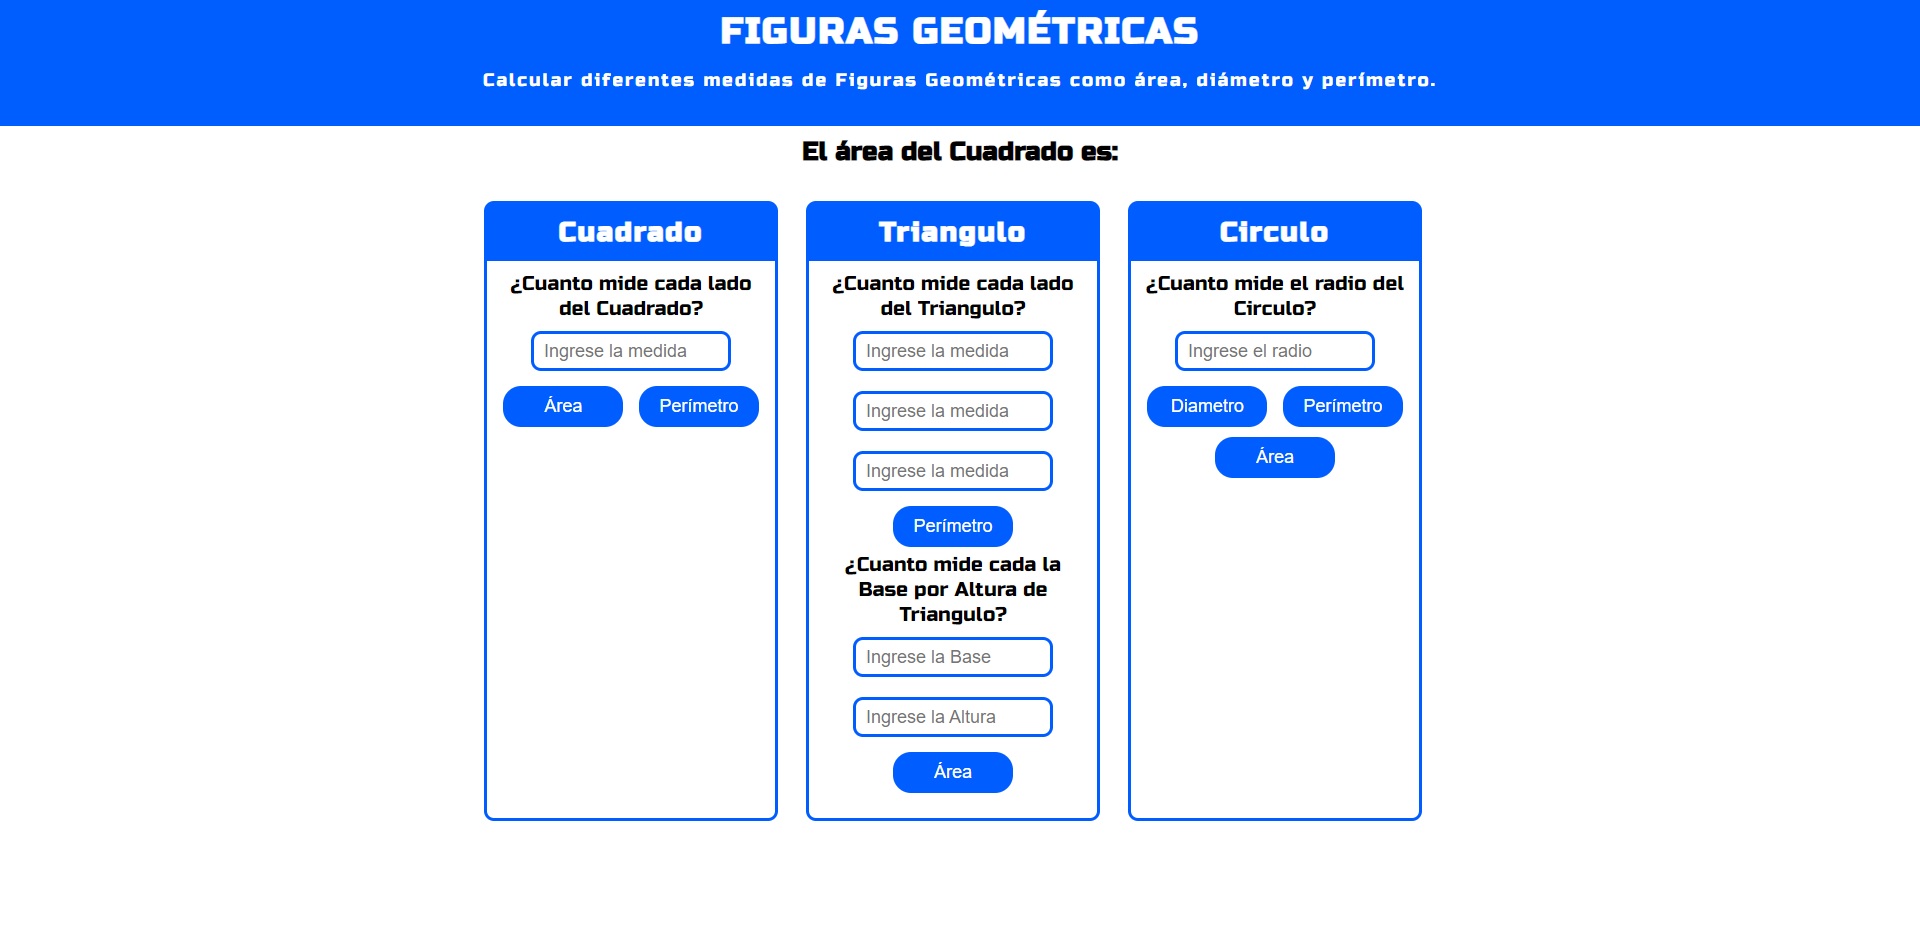 FIGURAS GEOMÉTRICAS
Calcular diferentes medidas de Figuras Geométricas como área, diámetro y perímetro.
El área del Cuadrado es:
Cuadrado
¿Cuanto mide cada lado
del Cuadrado?
Ingrese la medida
Área
Perímetro
Triangulo
¿Cuanto mide cada lado
del Triangulo?
Ingrese la medida
Ingrese la medida
Ingrese la medida
Perímetro
¿Cuanto mide cada la
Base por Altura de
Triangulo?
Ingrese la Base
Ingrese la Altura
Área
Circulo
¿Cuanto mide el radio del
Circulo?
Ingrese el radio
Diametro
Perímetro
Área